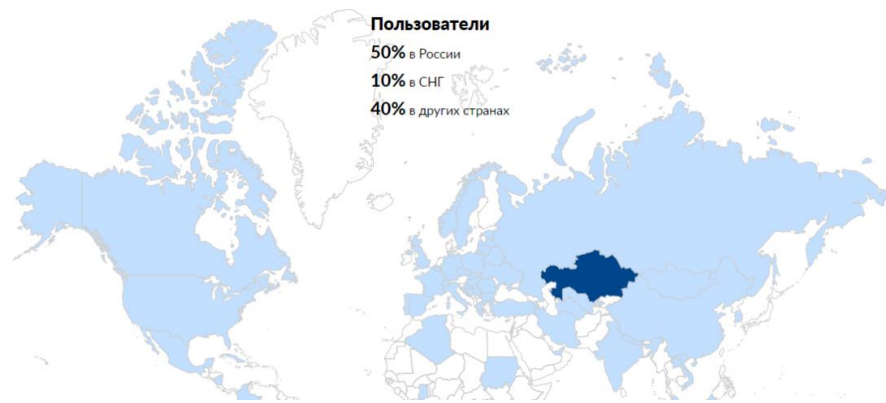 Пользователи
50% в России
10% в СНГ
40% в других странах